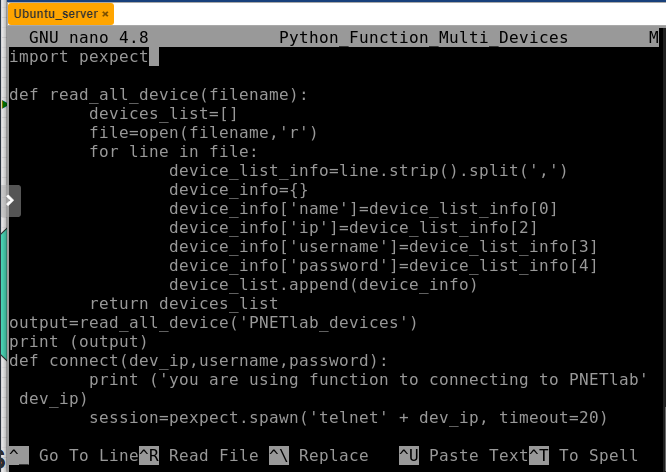 Ubuntu_server ×
GNU nano 4.8 Python_Function_Multi_Devices M
import pexpect
def read_all_device(filename):
devices_list=[]
file=open(filename,'r')
for line in file:
device_list_info=line.strip().split(',')
device_info={}
device_info['name']=device_list_info[0]
device_info['ip']=device_list_info[2]
device_info['username']=device_list_info[3]
device_info['password']=device_list_info[4]
device_list.append(device_info)
return devices_list
output=read_all_device('PNETlab_devices')
print (output)
def connect(dev_ip,username,password):
print ('you are using function to connecting to PNETlab'
dev_ip)
session=pexpect.spawn('telnet' + dev_ip, timeout=20)
^_ Go To Line ^R Read File ^\ Replace ^U Paste Text ^T To Spell